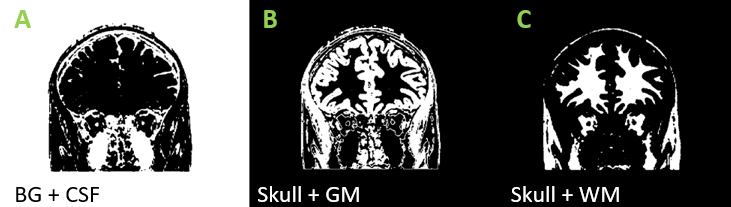 A
B
C
BG + CSF
Skull + GM
Skull + WM